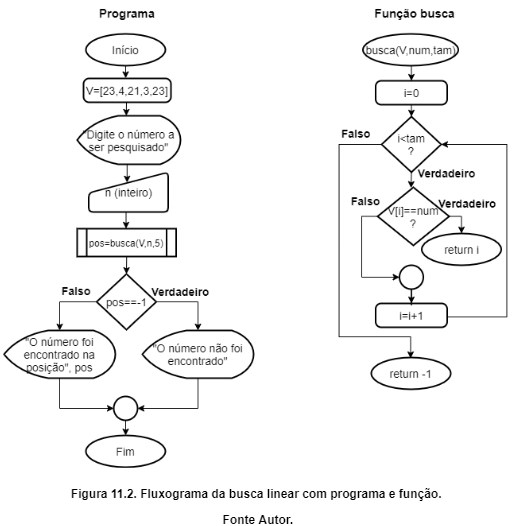 Programa
Início
V=[23,4,21,3,23]
"Digite o número a
ser pesquisado"
n (inteiro)
pos=busca(V,n,5)
Falso
Verdadeiro
pos==-1
"O número foi
encontrado na
posição", pos
"O número não foi
encontrado"
Fim
Função busca
busca(V,num,tam)
i=0
Falso
i<tam
?
Verdadeiro
Falso
Verdadeiro
V[i]==num
?
return i
i=i+1
return -1
Figura 11.2. Fluxograma da busca linear com programa e função.
Fonte Autor.